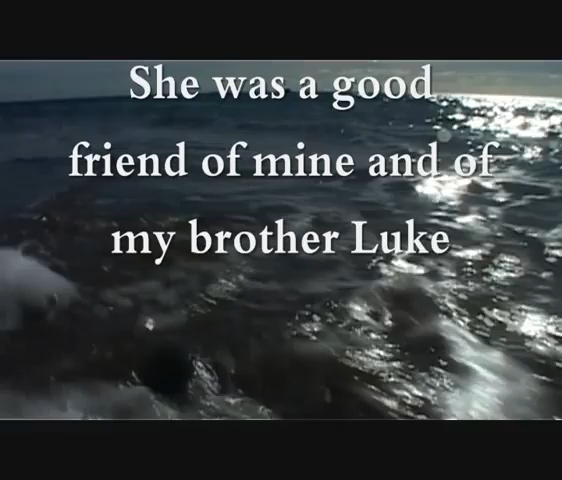 She was a good
friend of mine and of
my brother Luke